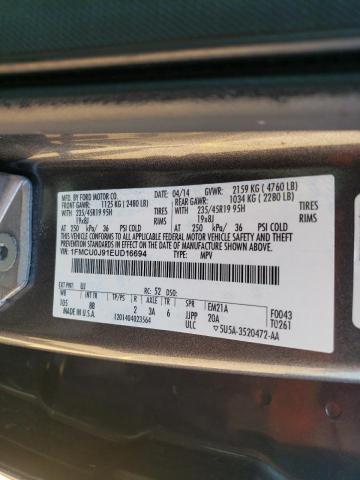 MFD. BY FORD MOTOR CO. 04/14 GVWR: 2159 KG ( 4760 LB)
FRONT GAWR: 1125 KG ( 2480 LB) REAR GAWR: 1034 KG ( 2280 LB)
235/45R19 95H TIRES 235/45R19 95H TIRES
19x8J RIMS 19x8J RIMS
AT 250 kPa/ 36 PSI COLD AT 250 kPa/ 36 PSI COLD
THIS VEHICLE CONFORMS TO ALL APPLICABLE FEDERAL MOTOR VEHICLE SAFETY AND THEFT PREVENTION STANDARDS IN EFFECT ON THE DATE OF MANUFACTURE SHOWN ABOVE.
VIN: 1FMCU0J91EUD16694
TYPE: MPV
EXT PNT: UJ RC: 52 DSO:
WB INT TR TP/PS R AXLE TR SPR EM21A F0043
105 8B 2 3A 6 JJPP 20A T0261
1201404023564 ULC 5U5A-3520472-AA